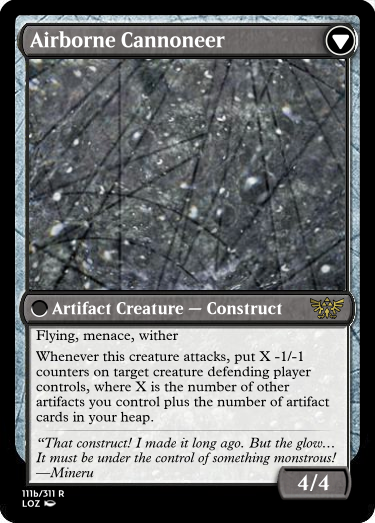 Airborne Cannoneer
Artifact Creature — Construct
Flying, menace, wither
Whenever this creature attacks, put X -1/-1
counters on target creature defending player
controls, where X is the number of other
artifacts you control plus the number of artifact
cards in your heap.
“That construct! I made it long ago. But the glow…
It must be under the control of something monstrous!
—Mineru
4/4
111b/311 R
LOZ